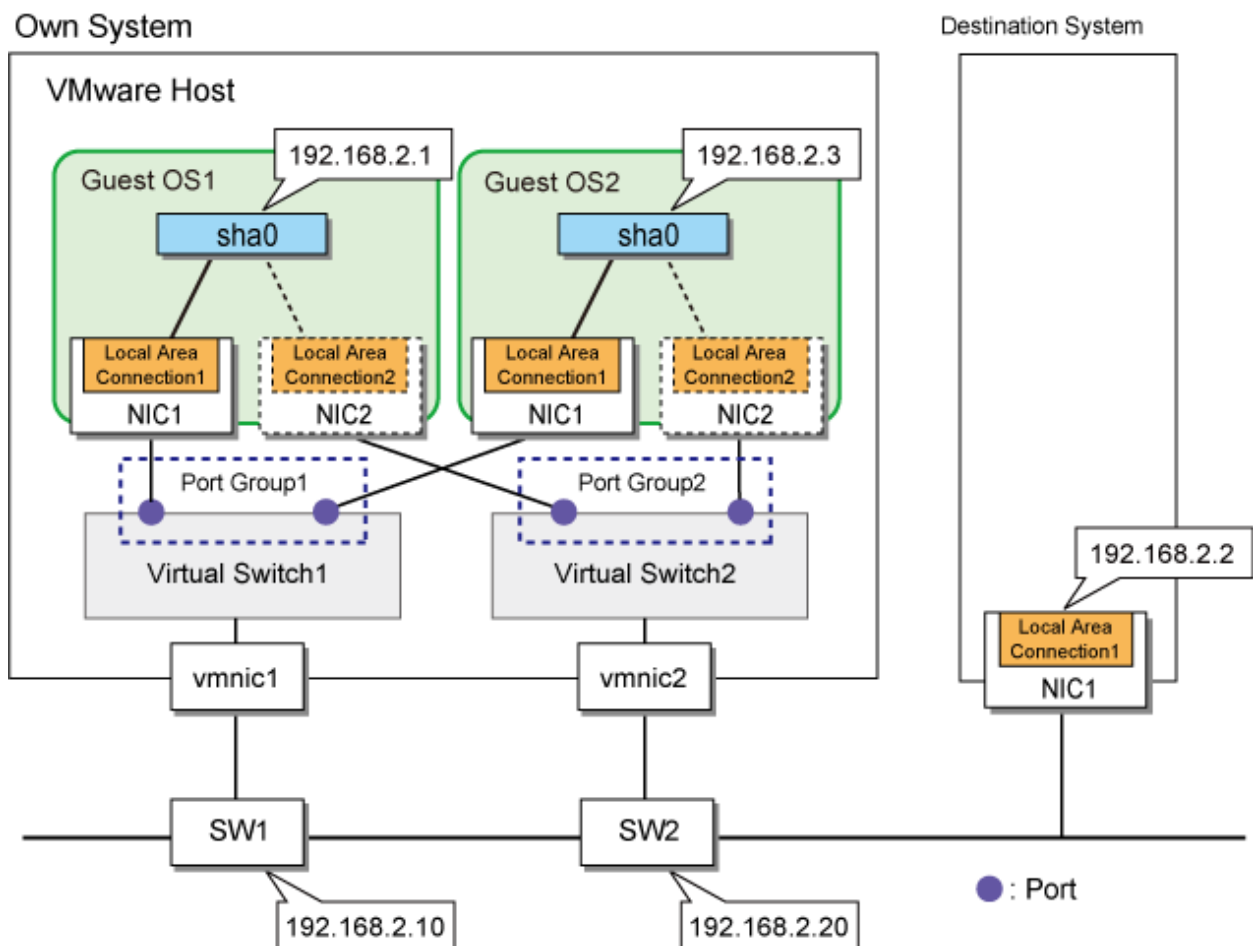 Own System
Destination System
VMware Host
192.168.2.1
192.168.2.3
Guest OS1
Guest OS2
sha0
sha0
Local Area
Connection1
NIC1
Local Area
Connection2
NIC2
Local Area
Connection1
NIC1
Local Area
Connection2
NIC2
Port Group1
Port Group2
Virtual Switch1
Virtual Switch2
192.168.2.2
Local Area
Connection1
NIC1
vmnic1
vmnic2
SW1
SW2
: Port
192.168.2.10
192.168.2.20